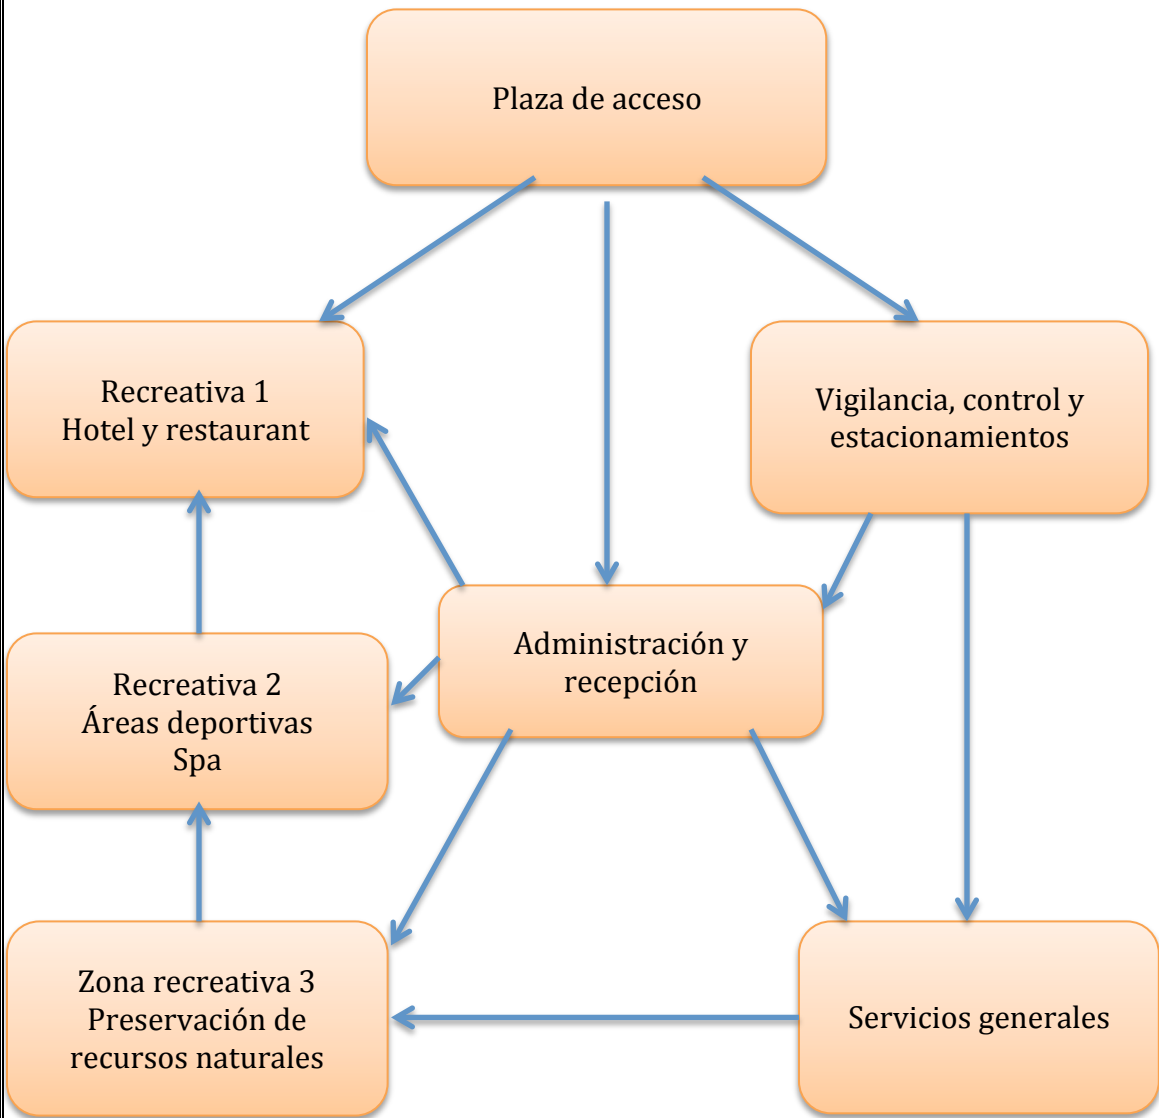 Plaza de acceso
Recreativa 1
Hotel y restaurant
Vigilancia, control y
estacionamientos
Administración y
recepción
Recreativa 2
Áreas deportivas
Spa
Zona recreativa 3
Preservación de
recursos naturales
Servicios generales